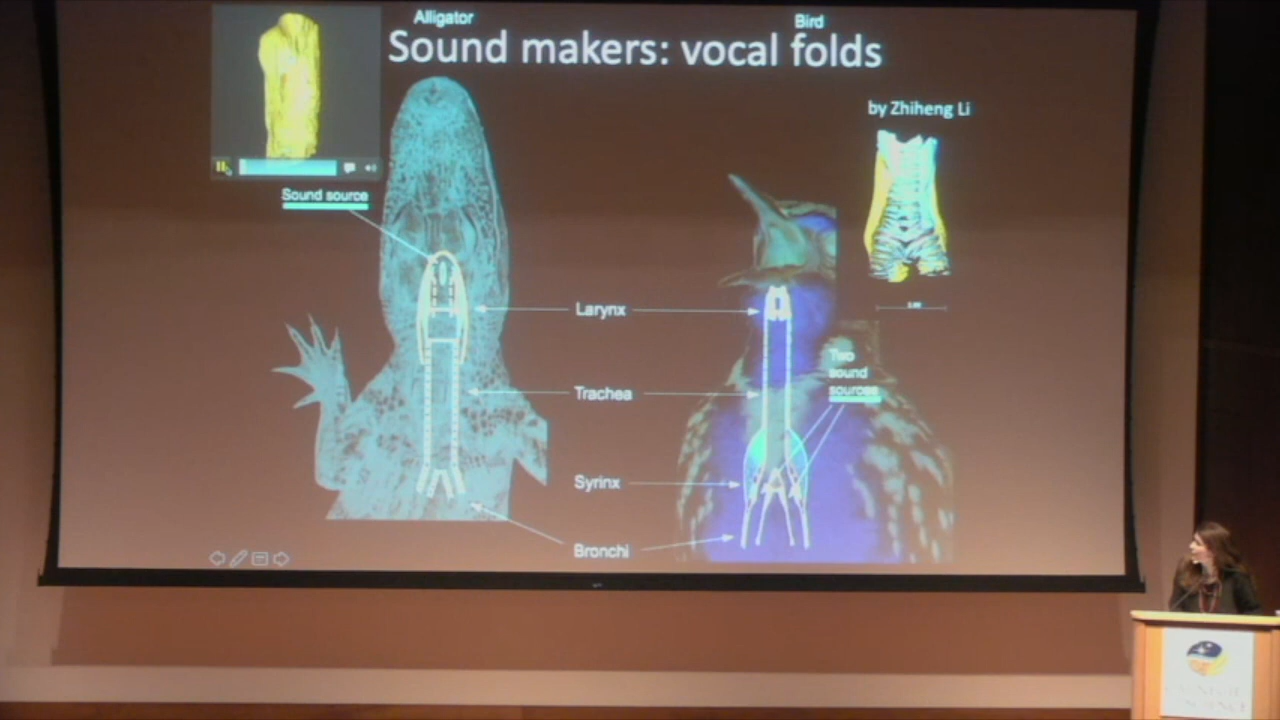 Alligator
Bird
Sound makers: vocal folds
by Zhiheng Li
Sound source
Larynx
Two
sound
sources
Trachea
Syrinx
Bronchi